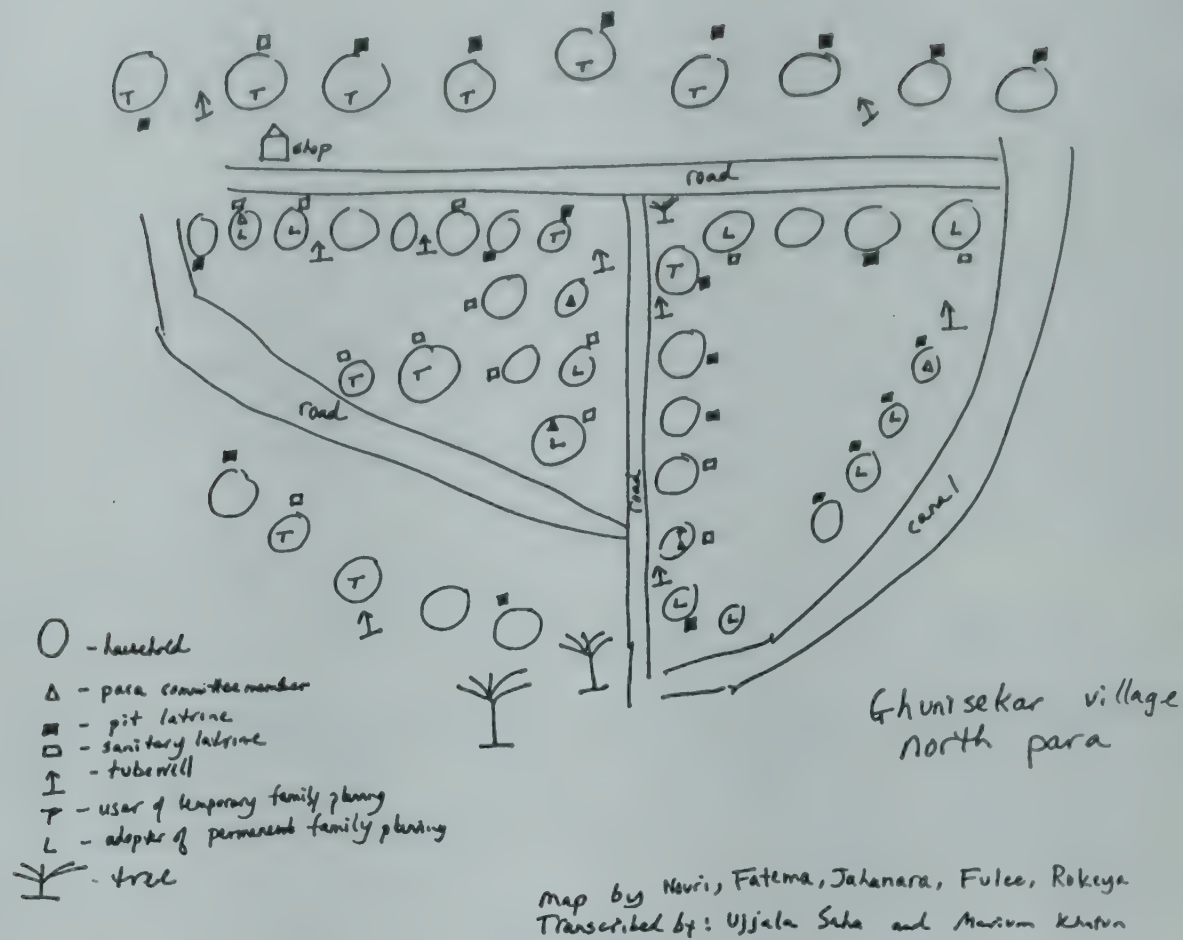 T T T T T T
shop
road
L L T L L
T
T T L
road
L L
L
road
canal
T
T
L L
- household
- para committee member
- pit latrine
- sanitary latrine
- tubewell
T - user of temporary family planning
L - adopter of permanent family planning
- tree
Ghunisekar village
north para
map by Nouri, Fatema, Jahanara, Fulee, Rokeya
Transcribed by: Ujjala Saha and Marium Khatun